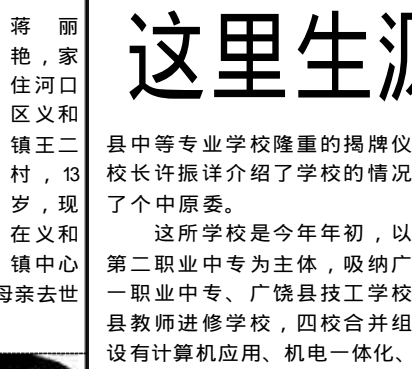 蒋丽
艳，家
住河口
区义和
镇王二
村，13
岁，现
在义和
镇中心
母亲去世
这里生源
县中等专业学校隆重的揭牌仪
校长许振详介绍了学校的情况
了个中原委。
这所学校是今年年初，以
第二职业中专为主体，吸纳广
一职业中专、广饶县技工学校
县教师进修学校，四校合并组
设有计算机应用、机电一体化、